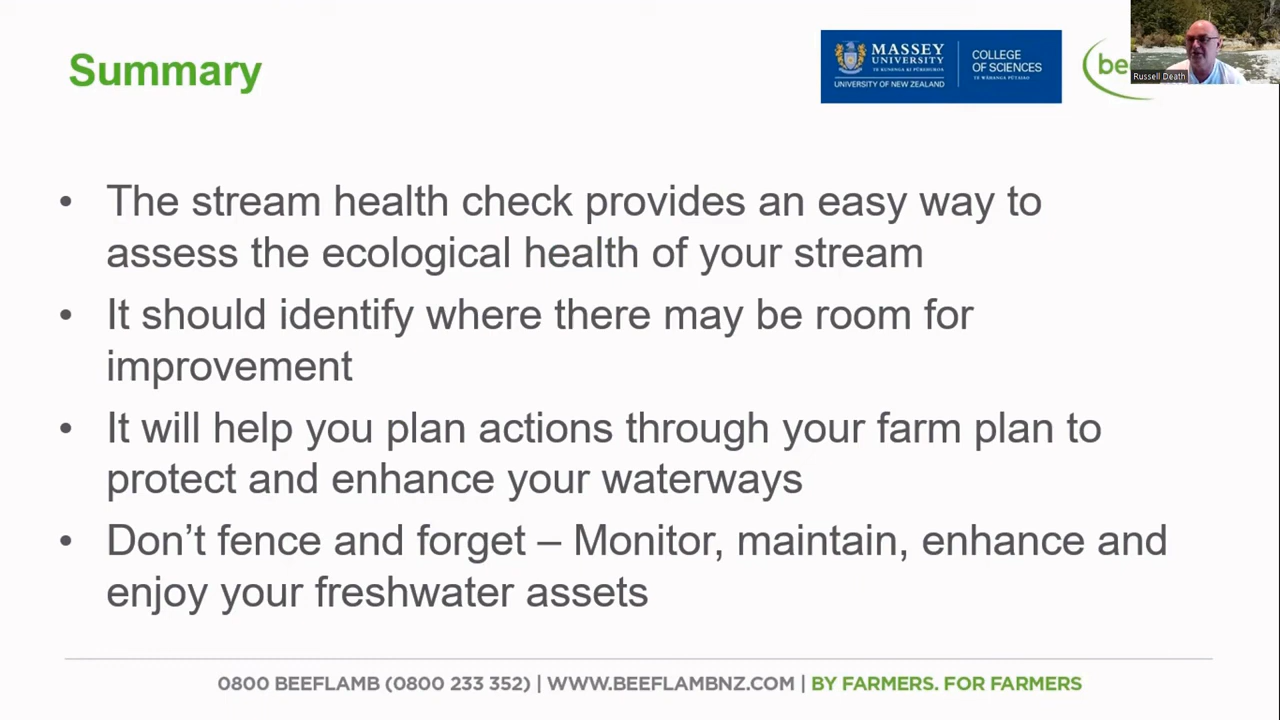 Summary
MASSEY
UNIVERSITY
TE KUNENGA KI PŪREHUROA
UNIVERSITY OF NEW ZEALAND
COLLEGE
OF SCIENCES
TE WĀHANGA PŪTAIAO
be
Russell Death
• The stream health check provides an easy way to
assess the ecological health of your stream
• It should identify where there may be room for
improvement
• It will help you plan actions through your farm plan to
protect and enhance your waterways
• Don’t fence and forget – Monitor, maintain, enhance and
enjoy your freshwater assets
0800 BEEFLAMB (0800 233 352) | WWW.BEEFLAMBNZ.COM | BY FARMERS. FOR FARMERS